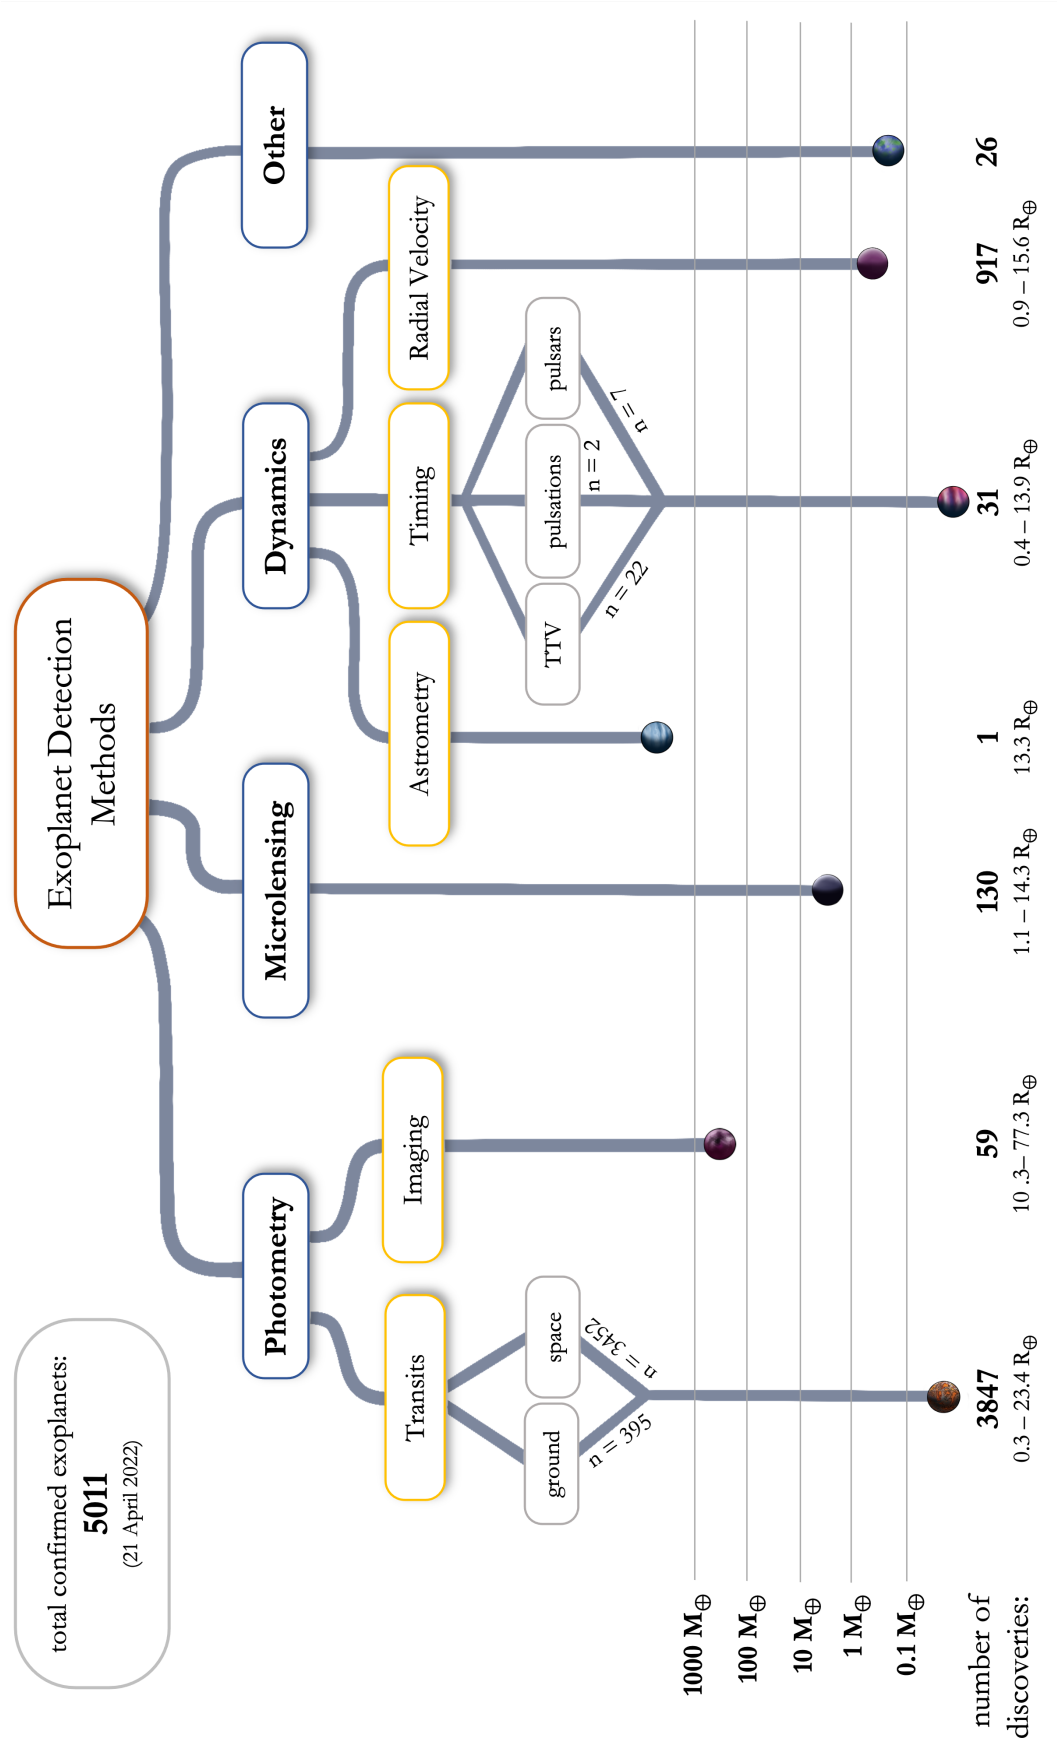 total confirmed exoplanets:
5011
(21 April 2022)
Exoplanet Detection
Methods
Photometry
Microlensing
Dynamics
Other
Transits
Imaging
Astrometry
Timing
Radial Velocity
ground
space
TTV
pulsations
pulsars
n = 395
n = 3452
n = 22
n = 2
n = 7
1000 M⊕
100 M⊕
10 M⊕
1 M⊕
0.1 M⊕
number of
discoveries:
3847
0.3 – 23.4 R⊕
59
10 .3– 77.3 R⊕
130
1.1 – 14.3 R⊕
1
13.3 R⊕
31
0.4 – 13.9 R⊕
917
0.9 – 15.6 R⊕
26